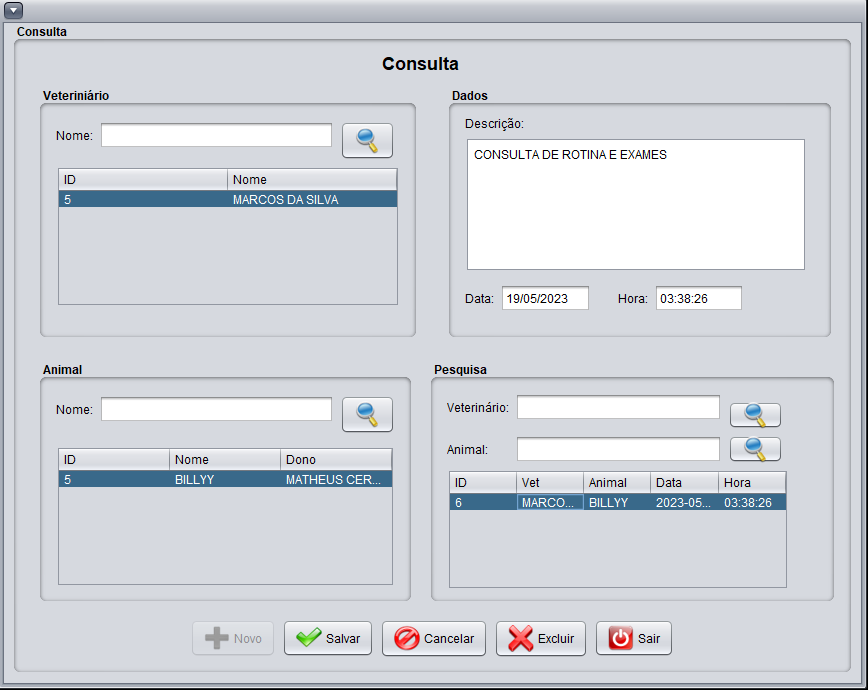 Consulta
Consulta
Veteriniário
Nome:
ID Nome
5 MARCOS DA SILVA
Dados
Descrição:
CONSULTA DE ROTINA E EXAMES
Data: 19/05/2023 Hora: 03:38:26
Animal
Nome:
ID Nome Dono
5 BILLYY MATHEUS CER...
Pesquisa
Veterinário:
Animal:
ID Vet Animal Data Hora
6 MARCO... BILLYY 2023-05... 03:38:26
Novo Salvar Cancelar Excluir Sair